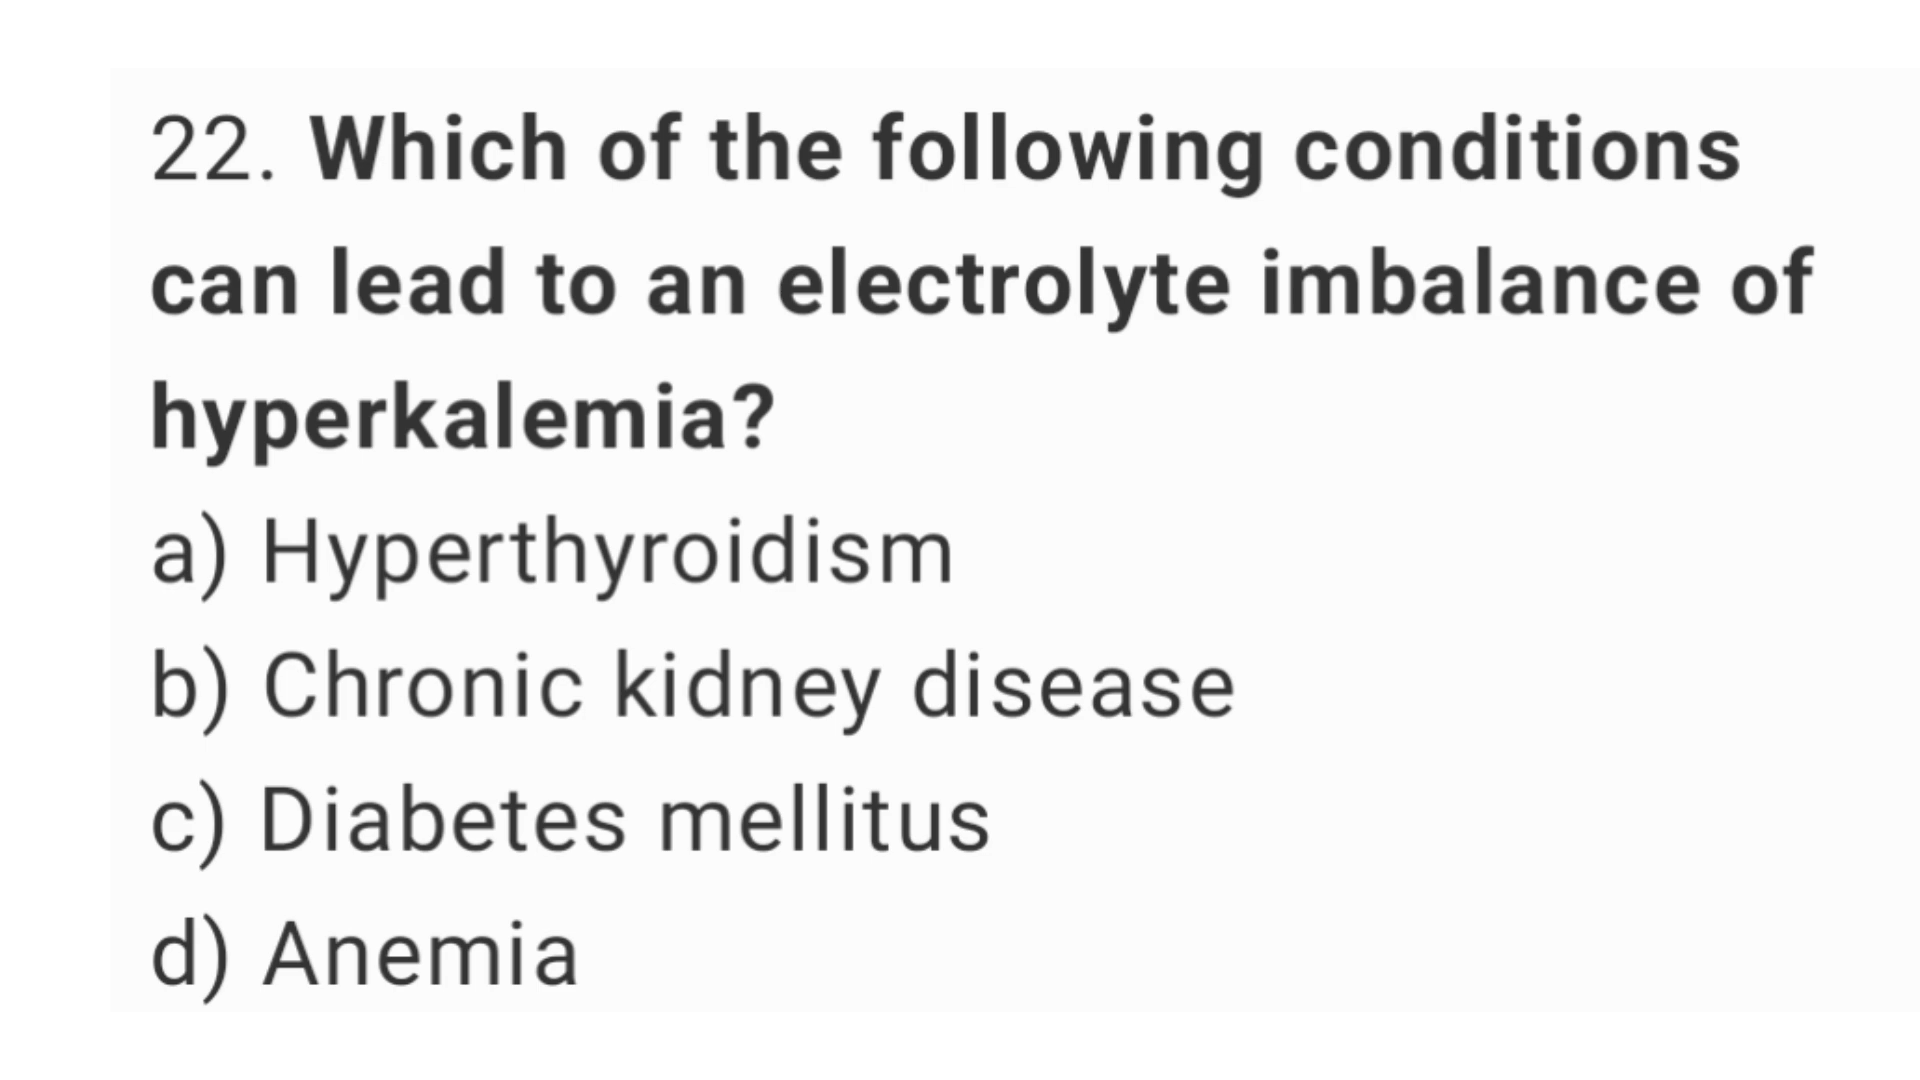 22. Which of the following conditions
can lead to an electrolyte imbalance of
hyperkalemia?
a) Hyperthyroidism
b) Chronic kidney disease
c) Diabetes mellitus
d) Anemia